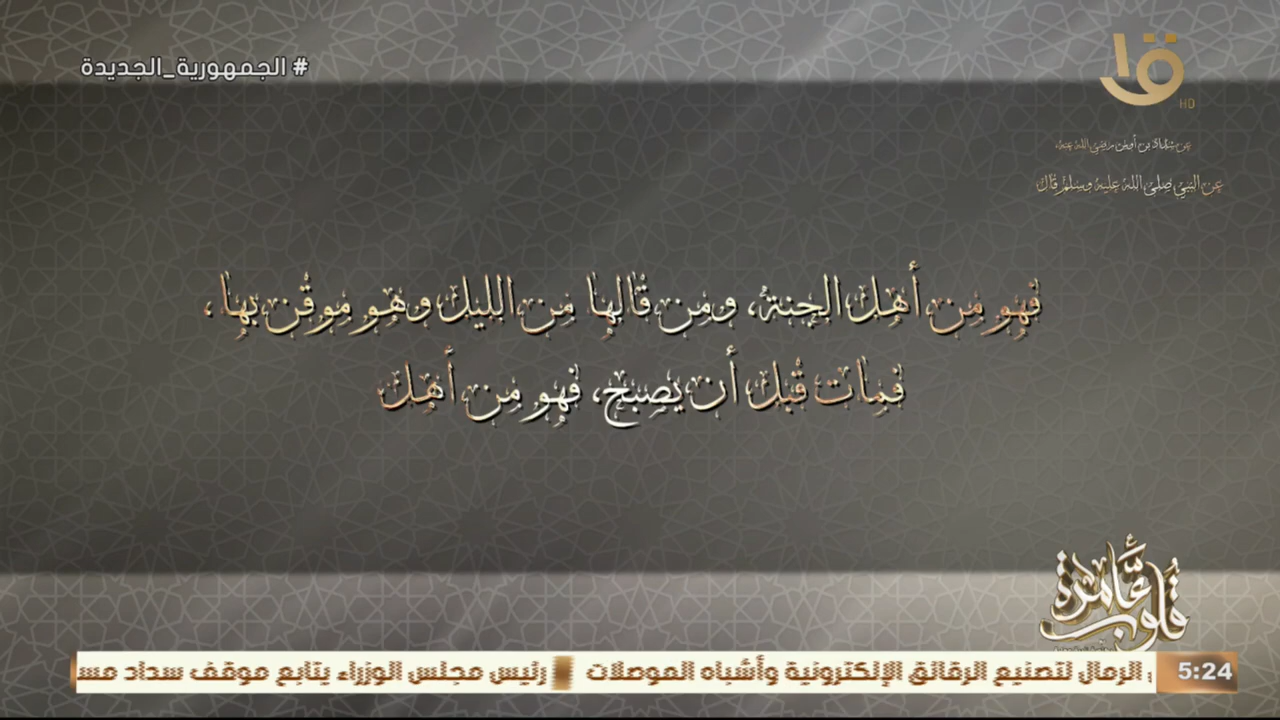 # الجمهورية_الجديدة
HD
عن شداد بن أوس رضي الله عنه،
عن النبي صلى الله عليه وسلم قال
فهو من أهل الجنة، ومن قالها من الليل وهو موقن بها،
فمات قبل أن يصبح، فهو من أهل
قلوب عامرة
الرمال لتصنيع الرقائق الإلكترونية وأشباه الموصلات
رئيس مجلس الوزراء يتابع موقف سداد مس
5:24